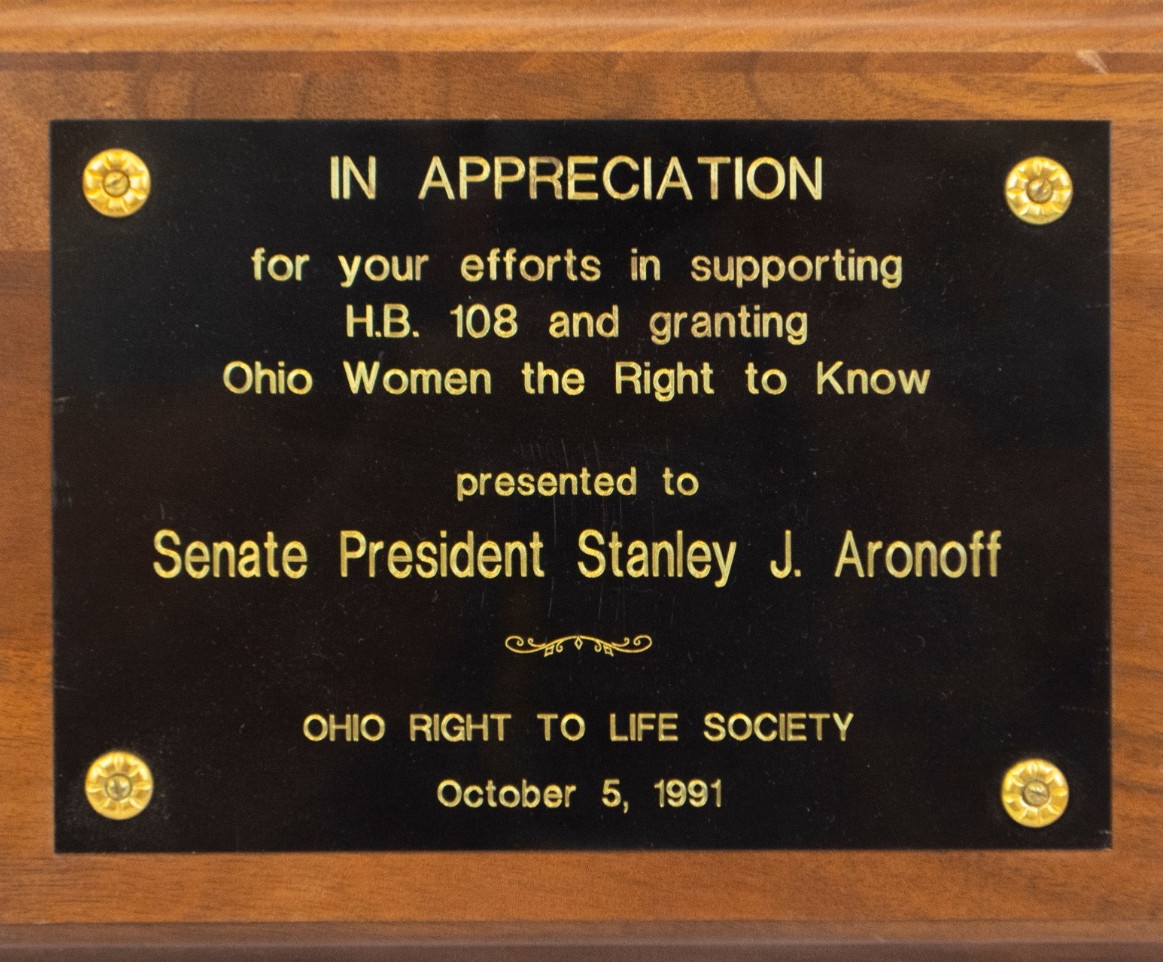 IN APPRECIATION
for your efforts in supporting
H.B. 108 and granting
Ohio Women the Right to Know
presented to
Senate President Stanley J. Aronoff
OHIO RIGHT TO LIFE SOCIETY
October 5, 1991